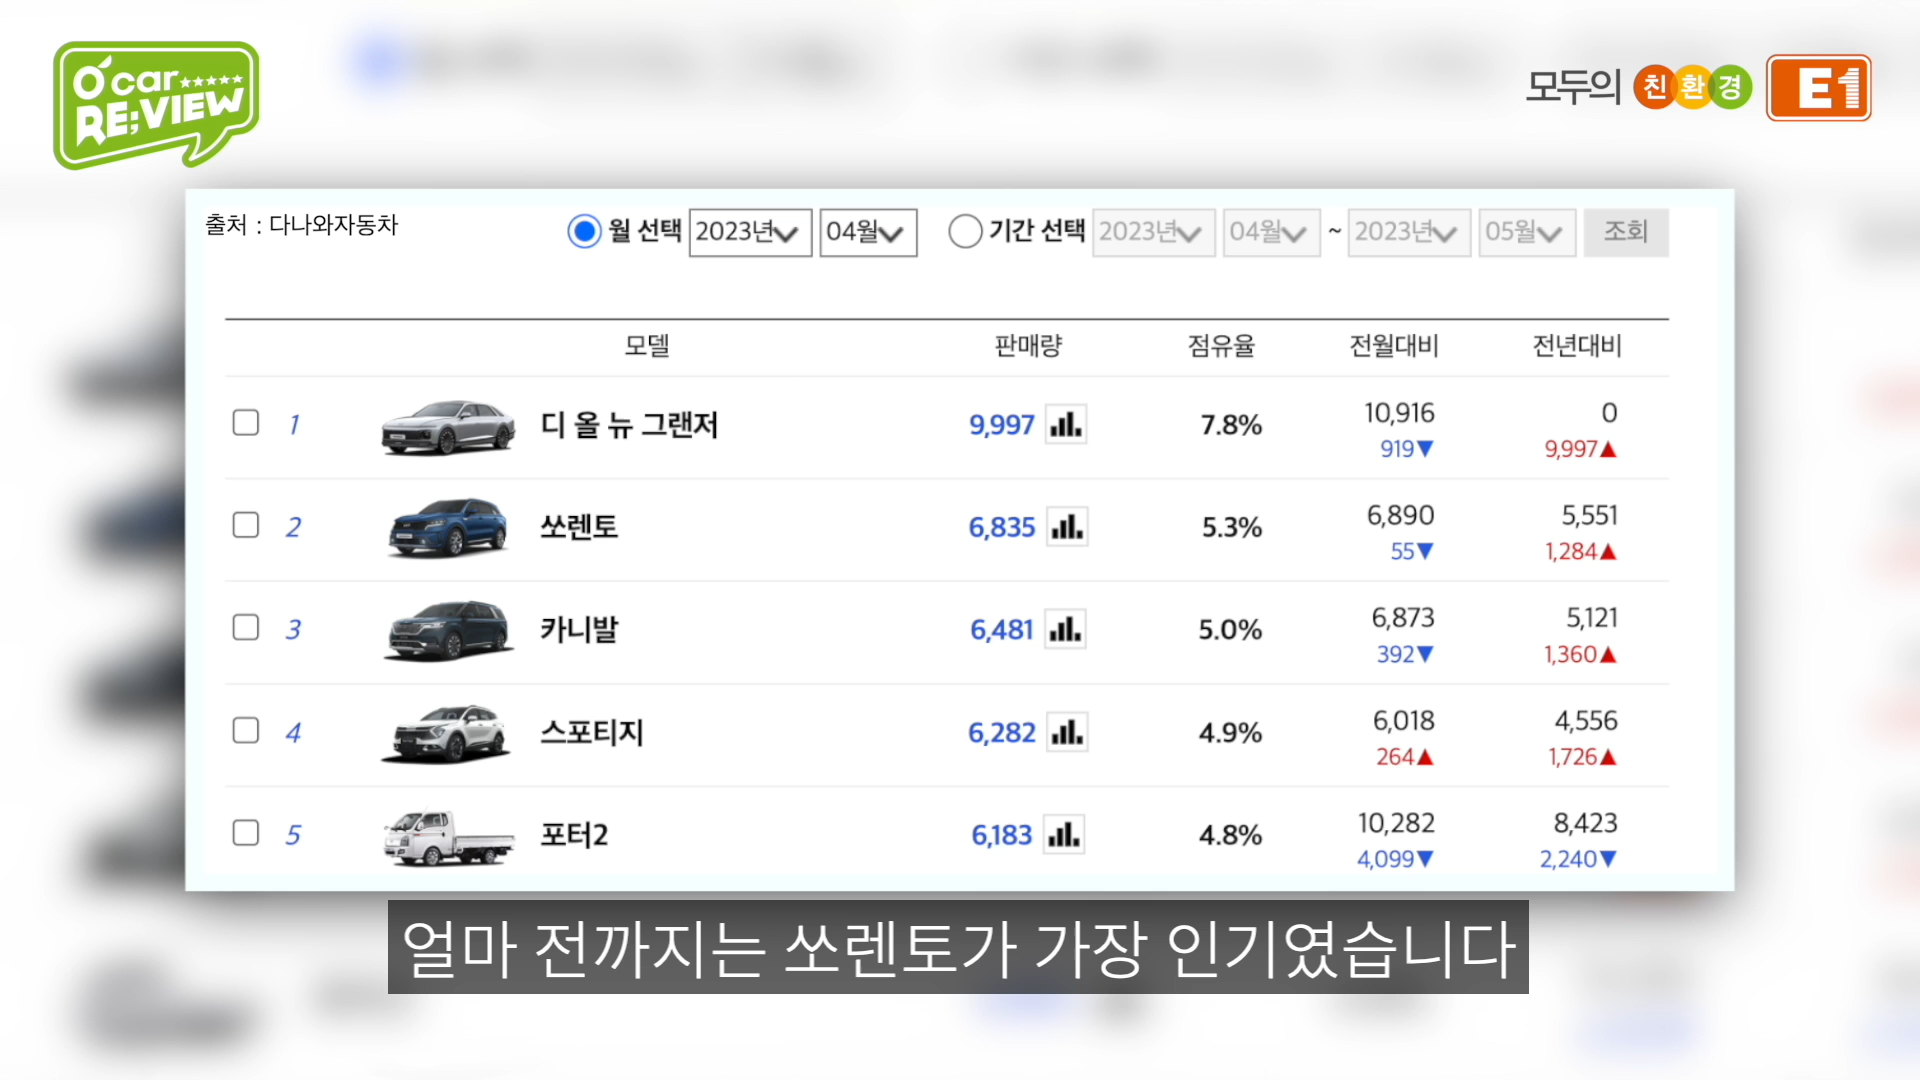 O'car
RE;VIEW
모두의 친환경 E1
출처 : 다나와자동차
월 선택 2023년 04월 기간 선택 2023년 04월 ~ 2023년 05월 조회
모델 판매량 점유율 전월대비 전년대비
1 디 올 뉴 그랜저 9,997 7.8% 10,916 0
919▼ 9,997▲
2 쏘렌토 6,835 5.3% 6,890 5,551
55▼ 1,284▲
3 카니발 6,481 5.0% 6,873 5,121
392▼ 1,360▲
4 스포티지 6,282 4.9% 6,018 4,556
264▲ 1,726▲
5 포터2 6,183 4.8% 10,282 8,423
4,099▼ 2,240▼
얼마 전까지는 쏘렌토가 가장 인기였습니다